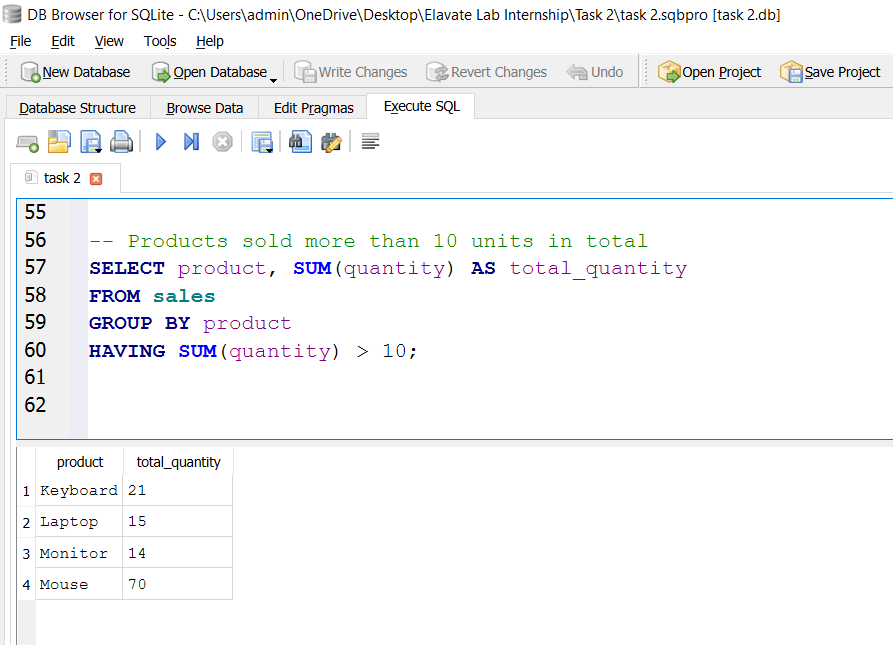 DB Browser for SQLite - C:\Users\admin\OneDrive\Desktop\Elavate Lab Internship\Task 2\task 2.sqbpro [task 2.db]
File Edit View Tools Help
New Database Open Database Write Changes Revert Changes Undo Open Project Save Project
Database Structure Browse Data Edit Pragmas Execute SQL
task 2
55
56 -- Products sold more than 10 units in total
57 SELECT product, SUM(quantity) AS total_quantity
58 FROM sales
59 GROUP BY product
60 HAVING SUM(quantity) > 10;
61
62
product total_quantity
1 Keyboard 21
2 Laptop 15
3 Monitor 14
4 Mouse 70